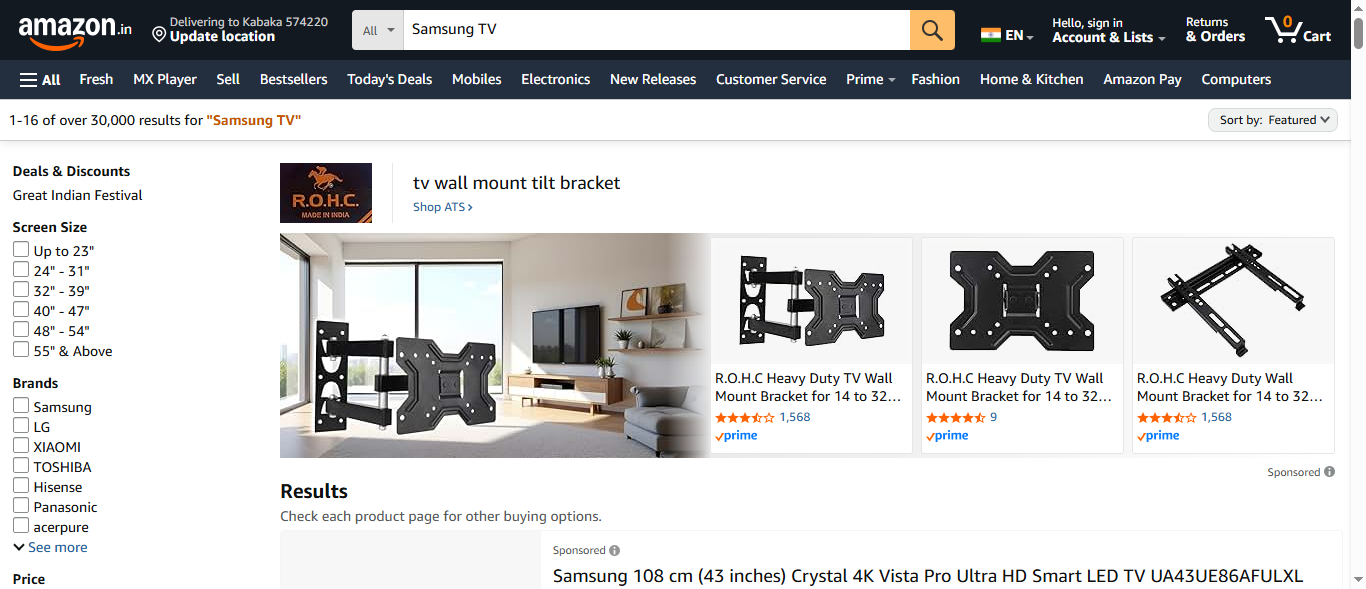 amazon.in
Delivering to Kabaka 574220
Update location
All
Samsung TV
EN
Hello, sign in
Account & Lists
Returns
& Orders
0
Cart
All Fresh MX Player Sell Bestsellers Today's Deals Mobiles Electronics New Releases Customer Service Prime Fashion Home & Kitchen Amazon Pay Computers
1-16 of over 30,000 results for "Samsung TV"
Sort by: Featured
Deals & Discounts
Great Indian Festival
Screen Size
Up to 23"
24" - 31"
32" - 39"
40" - 47"
48" - 54"
55" & Above
Brands
Samsung
LG
XIAOMI
TOSHIBA
Hisense
Panasonic
acerpure
See more
Price
R.O.H.C.
MADE IN INDIA
tv wall mount tilt bracket
Shop ATS ›
R.O.H.C Heavy Duty TV Wall
Mount Bracket for 14 to 32...
1,568
prime
R.O.H.C Heavy Duty TV Wall
Mount Bracket for 14 to 32...
9
prime
R.O.H.C Heavy Duty TV Wall
Mount Bracket for 14 to 32...
1,568
prime
Sponsored
Results
Check each product page for other buying options.
Sponsored
Samsung 108 cm (43 inches) Crystal 4K Vista Pro Ultra HD Smart LED TV UA43UE86AFULXL